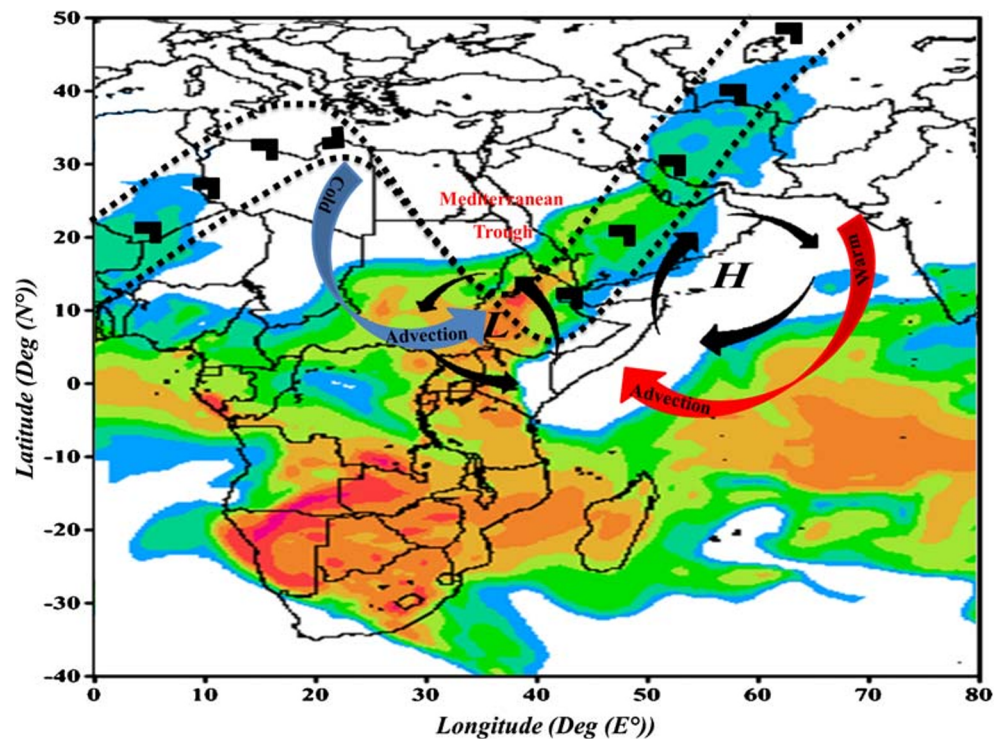 50
40
30
20
10
0
-10
-20
-30
-40
Latitude (Deg (N°))
Cold
Advection
Mediterranean
Trough
L
H
Warm
Advection
0
10
20
30
40
50
60
70
80
Longitude (Deg (E°))